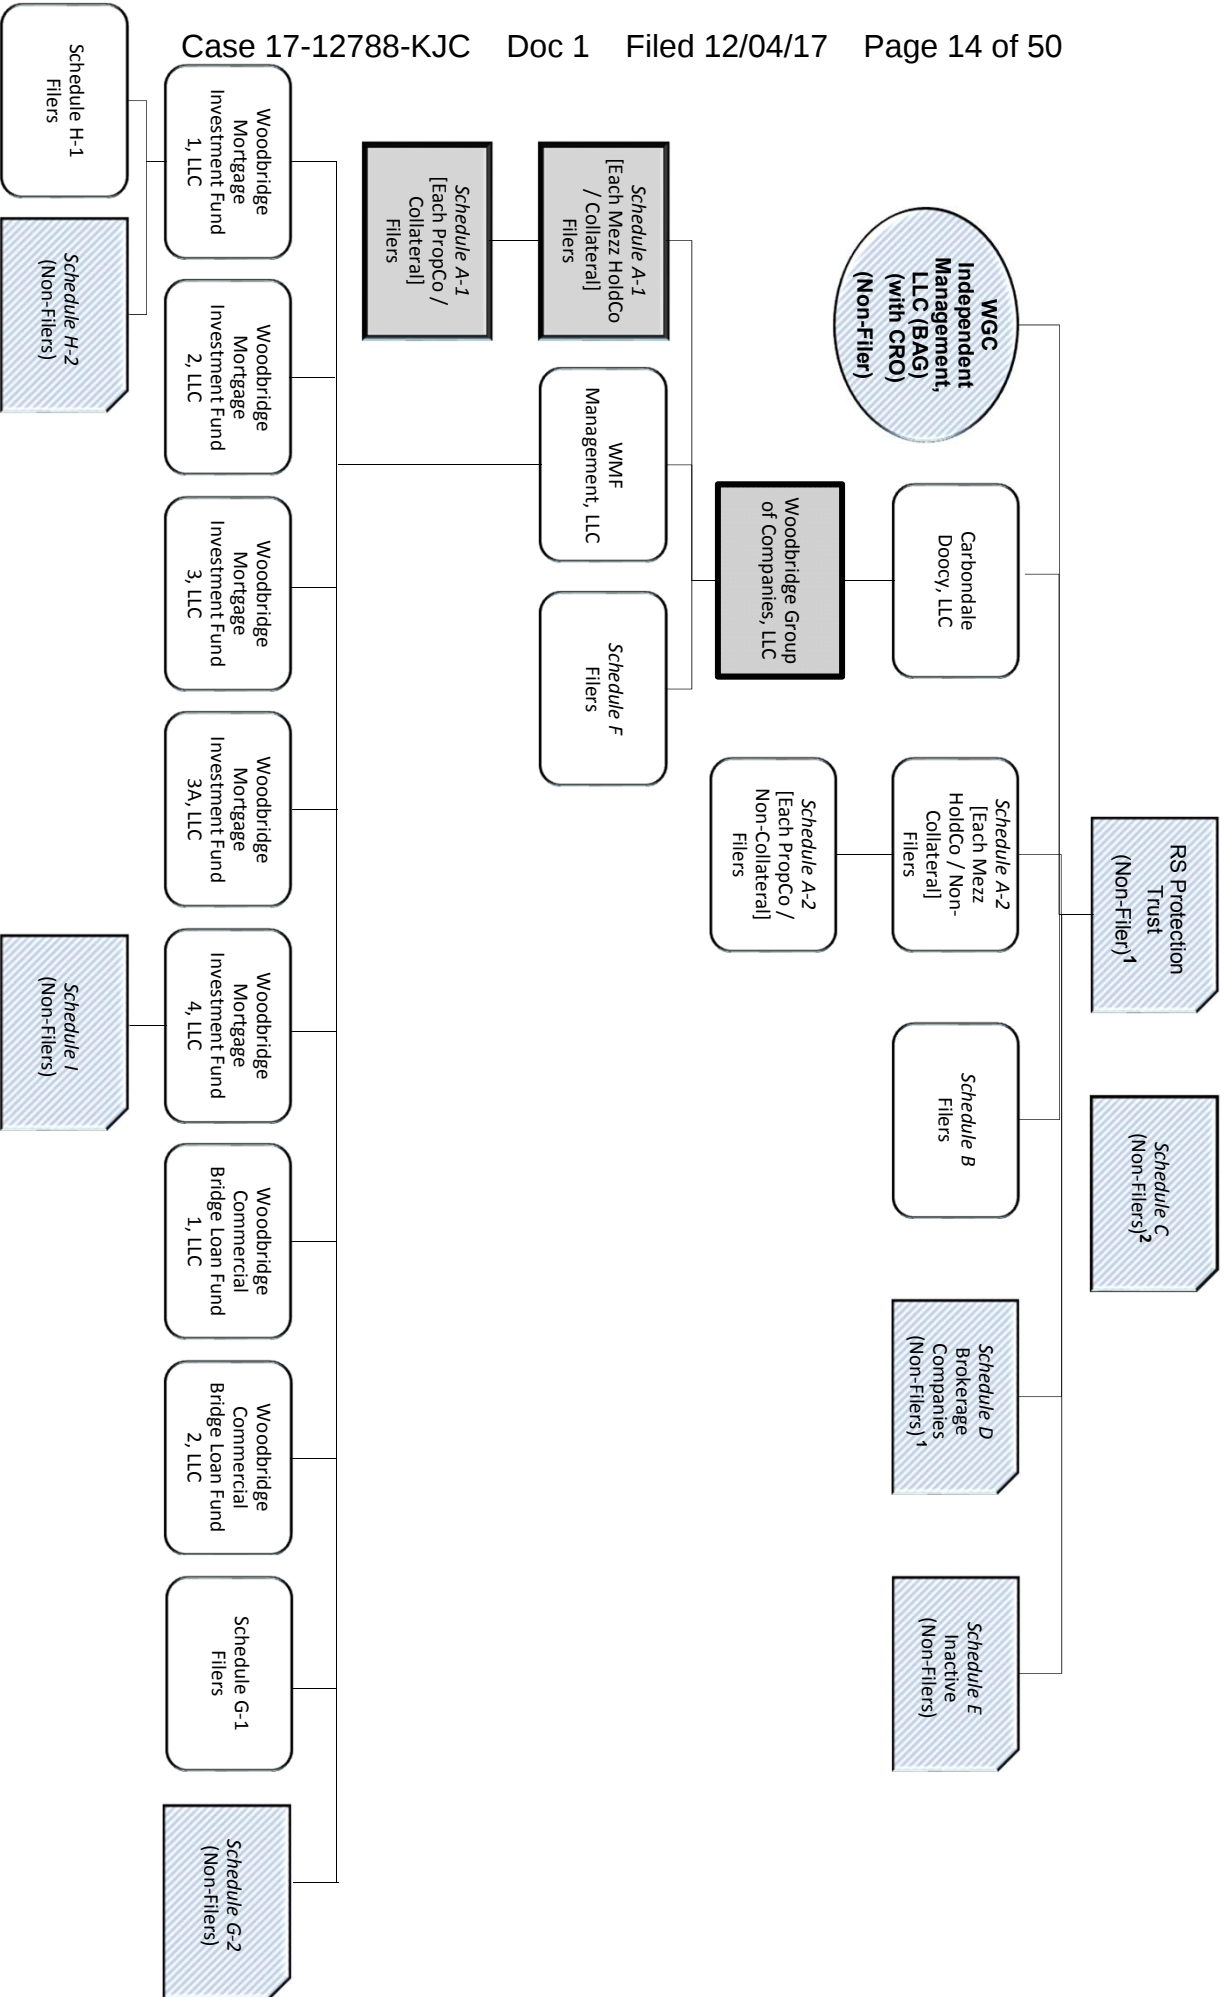 Case 17-12788-KJC Doc 1 Filed 12/04/17 Page 14 of 50
RS Protection
Trust
(Non-Filer)¹
Schedule C
(Non-Filers)²
WGC
Independent
Management,
LLC (BAG)
(with CRO)
(Non-Filer)
Carbondale
Doocy, LLC
Schedule A-2
[Each Mezz
HoldCo / Non-
Collateral]
Filers
Schedule B
Filers
Schedule D
Brokerage
Companies
(Non-Filers) ¹
Schedule E
Inactive
(Non-Filers)
Woodbridge Group
of Companies, LLC
Schedule A-2
[Each PropCo /
Non-Collateral]
Filers
Schedule A-1
[Each Mezz HoldCo
/ Collateral]
Filers
WMF
Management, LLC
Schedule F
Filers
Schedule A-1
[Each PropCo /
Collateral]
Filers
Woodbridge
Mortgage
Investment Fund
1, LLC
Woodbridge
Mortgage
Investment Fund
2, LLC
Woodbridge
Mortgage
Investment Fund
3, LLC
Woodbridge
Mortgage
Investment Fund
3A, LLC
Woodbridge
Mortgage
Investment Fund
4, LLC
Woodbridge
Commercial
Bridge Loan Fund
1, LLC
Woodbridge
Commercial
Bridge Loan Fund
2, LLC
Schedule G-1
Filers
Schedule G-2
(Non-Filers)
Schedule H-1
Filers
Schedule H-2
(Non-Filers)
Schedule I
(Non-Filers)